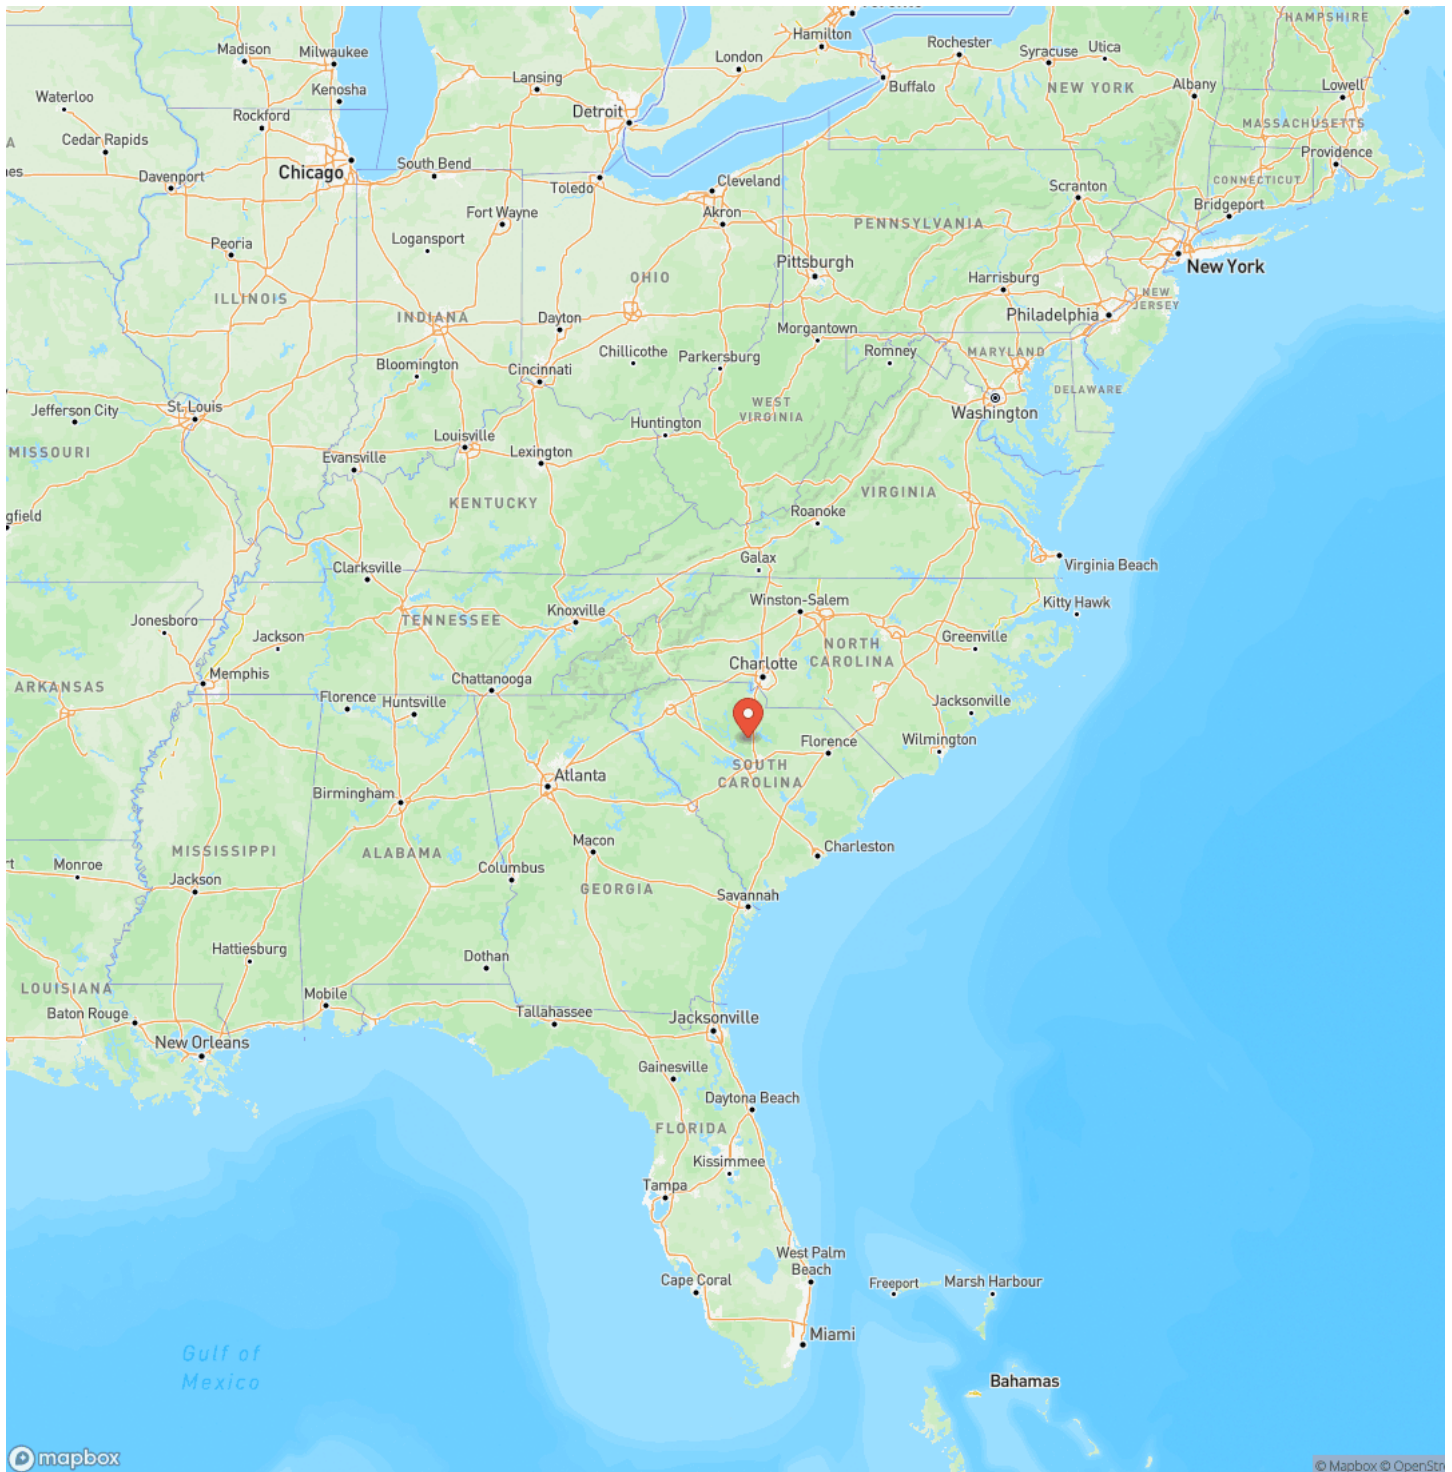 HAMPSHIRE
Hamilton
Rochester
Syracuse
Utica
Madison
Milwaukee
London
Lansing
Buffalo
NEW YORK
Albany
Lowell
Kenosha
Waterloo
Rockford
Detroit
MASSACHUSETTS
Cedar Rapids
Chicago
South Bend
Providence
Davenport
Toledo
Cleveland
Scranton
CONNECTICUT
Bridgeport
Fort Wayne
Akron
PENNSYLVANIA
Peoria
Logansport
Pittsburgh
New York
OHIO
Harrisburg
ILLINOIS
NEW
JERSEY
INDIANA
Dayton
Philadelphia
Morgantown
Chillicothe
Parkersburg
Romney
MARYLAND
Bloomington
Cincinnati
DELAWARE
Jefferson City
St. Louis
WEST
VIRGINIA
Washington
Huntington
Louisville
MISSOURI
Evansville
Lexington
KENTUCKY
VIRGINIA
gfield
Roanoke
Galax
Virginia Beach
Clarksville
Winston-Salem
Kitty Hawk
Jonesboro
TENNESSEE
Knoxville
Jackson
NORTH
CAROLINA
Greenville
Charlotte
Memphis
ARKANSAS
Chattanooga
Florence
Huntsville
Jacksonville
Florence
Wilmington
SOUTH
CAROLINA
Atlanta
Birmingham
Macon
Charleston
MISSISSIPPI
ALABAMA
Monroe
Columbus
Jackson
GEORGIA
Savannah
Hattiesburg
Dothan
LOUISIANA
Mobile
Baton Rouge
Tallahassee
Jacksonville
New Orleans
Gainesville
Daytona Beach
FLORIDA
Kissimmee
Tampa
West Palm
Beach
Cape Coral
Freeport
Marsh Harbour
Miami
Gulf of
Mexico
Bahamas
mapbox
© Mapbox © OpenStr